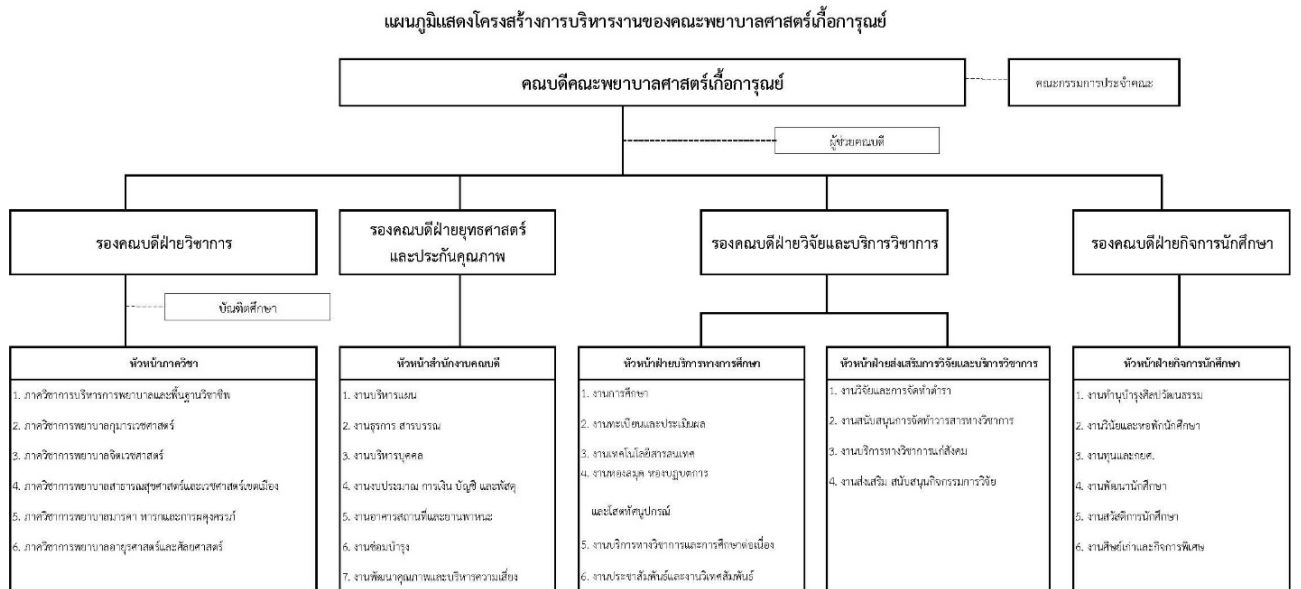 แผนภูมิแสดงโครงสร้างการบริหารงานของคณะพยาบาลศาสตร์เกื้อการุณย์
คณบดีคณะพยาบาลศาสตร์เกื้อการุณย์
คณะกรรมการประจำคณะ
ผู้ช่วยคณบดี
รองคณบดีฝ่ายวิชาการ
รองคณบดีฝ่ายยุทธศาสตร์
และประกันคุณภาพ
รองคณบดีฝ่ายวิจัยและบริการวิชาการ
รองคณบดีฝ่ายกิจการนักศึกษา
บัณฑิตศึกษา
หัวหน้าภาควิชา
1. ภาควิชาการบริหารการพยาบาลและพื้นฐานวิชาชีพ
2. ภาควิชาการพยาบาลกุมารเวชศาสตร์
3. ภาควิชาการพยาบาลจิตเวชศาสตร์
4. ภาควิชาการพยาบาลสาธารณสุขศาสตร์และเวชศาสตร์เขตเมือง
5. ภาควิชาการพยาบาลมารดา ทารกและการผดุงครรภ์
6. ภาควิชาการพยาบาลอายุรศาสตร์และศัลยศาสตร์
หัวหน้าสำนักงานคณบดี
1. งานบริหารแผน
2. งานธุรการ สารบรรณ
3. งานบริหารบุคคล
4. งานงบประมาณ การเงิน บัญชี และพัสดุ
5. งานอาคารสถานที่และยานพาหนะ
6. งานซ่อมบำรุง
7. งานพัฒนาคุณภาพและบริหารความเสี่ยง
หัวหน้าฝ่ายบริการทางการศึกษา
1. งานการศึกษา
2. งานทะเบียนและประเมินผล
3. งานเทคโนโลยีสารสนเทศ
4. งานห้องสมุด ห้องปฏิบัติการ
และโสตทัศนูปกรณ์
5. งานบริการทางวิชาการและการศึกษาต่อเนื่อง
6. งานประชาสัมพันธ์และงานวิเทศสัมพันธ์
หัวหน้าฝ่ายส่งเสริมการวิจัยและบริการวิชาการ
1. งานวิจัยและการจัดทำตำรา
2. งานสนับสนุนการจัดทำวารสารทางวิชาการ
3. งานบริการทางวิชาการแก่สังคม
4. งานส่งเสริม สนับสนุนกิจกรรมการวิจัย
หัวหน้าฝ่ายกิจการนักศึกษา
1. งานทำนุบำรุงศิลปวัฒนธรรม
2. งานวินัยและหอพักนักศึกษา
3. งานทุนและกยศ.
4. งานพัฒนานักศึกษา
5. งานสวัสดิการนักศึกษา
6. งานศิษย์เก่าและกิจการพิเศษ